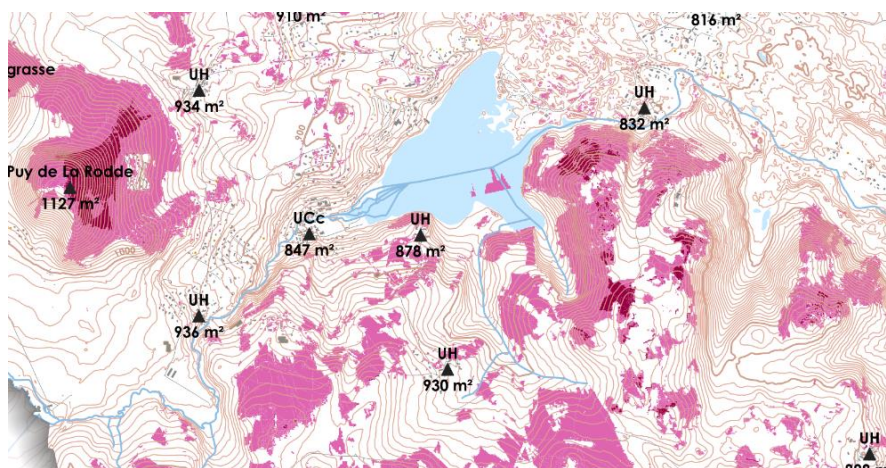 910 m²
816 m²
grasse
UH
934 m²
UH
832 m²
900
Puy de La Rodde
1127 m²
UCc
847 m²
UH
878 m²
1000
UH
936 m²
UH
930 m²
UH